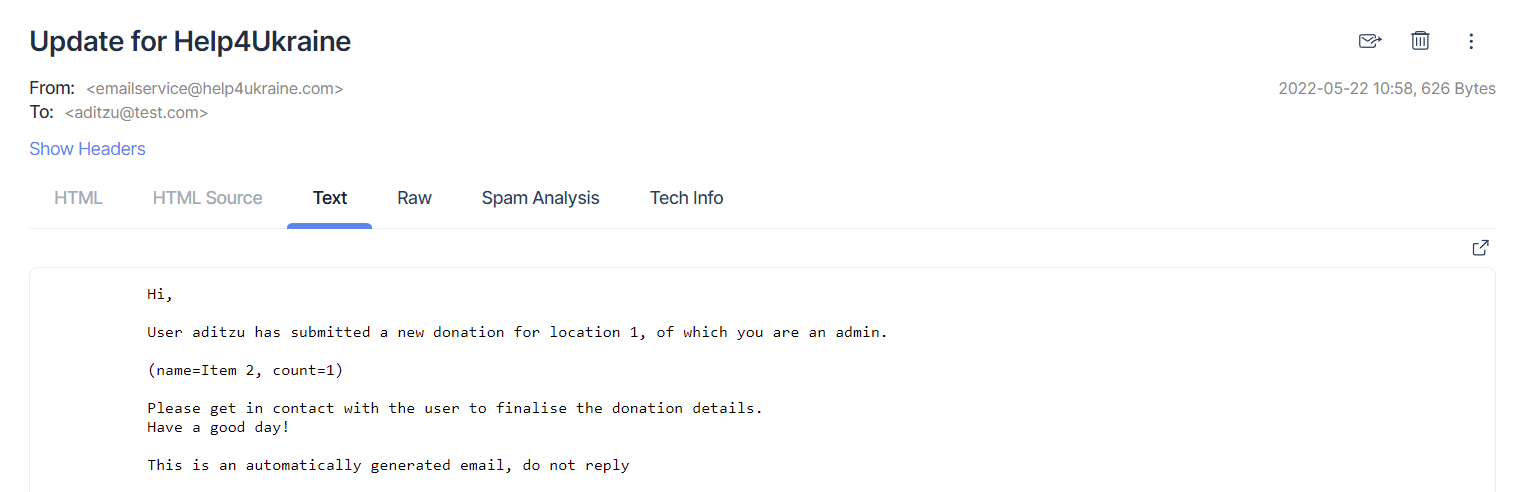 Update for Help4Ukraine
From: <emailservice@help4ukraine.com>
2022-05-22 10:58, 626 Bytes
To: <aditzu@test.com>
Show Headers
HTML HTML Source Text Raw Spam Analysis Tech Info
Hi,
User aditzu has submitted a new donation for location 1, of which you are an admin.
(name=Item 2, count=1)
Please get in contact with the user to finalise the donation details.
Have a good day!
This is an automatically generated email, do not reply